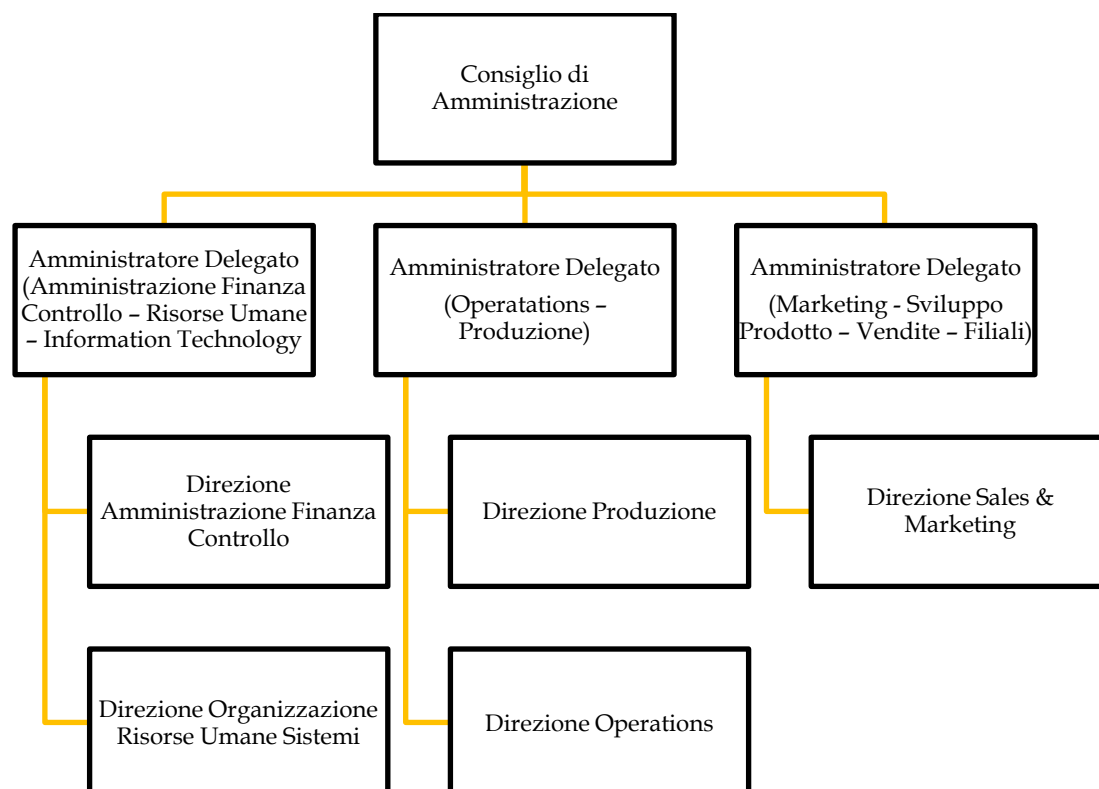 Consiglio di
Amministrazione
Amministratore Delegato
(Amministrazione Finanza
Controllo – Risorse Umane
– Information Technology
Amministratore Delegato
(Operatations –
Produzione)
Amministratore Delegato
(Marketing - Sviluppo
Prodotto – Vendite – Filiali)
Direzione
Amministrazione Finanza
Controllo
Direzione Produzione
Direzione Sales &
Marketing
Direzione Organizzazione
Risorse Umane Sistemi
Direzione Operations